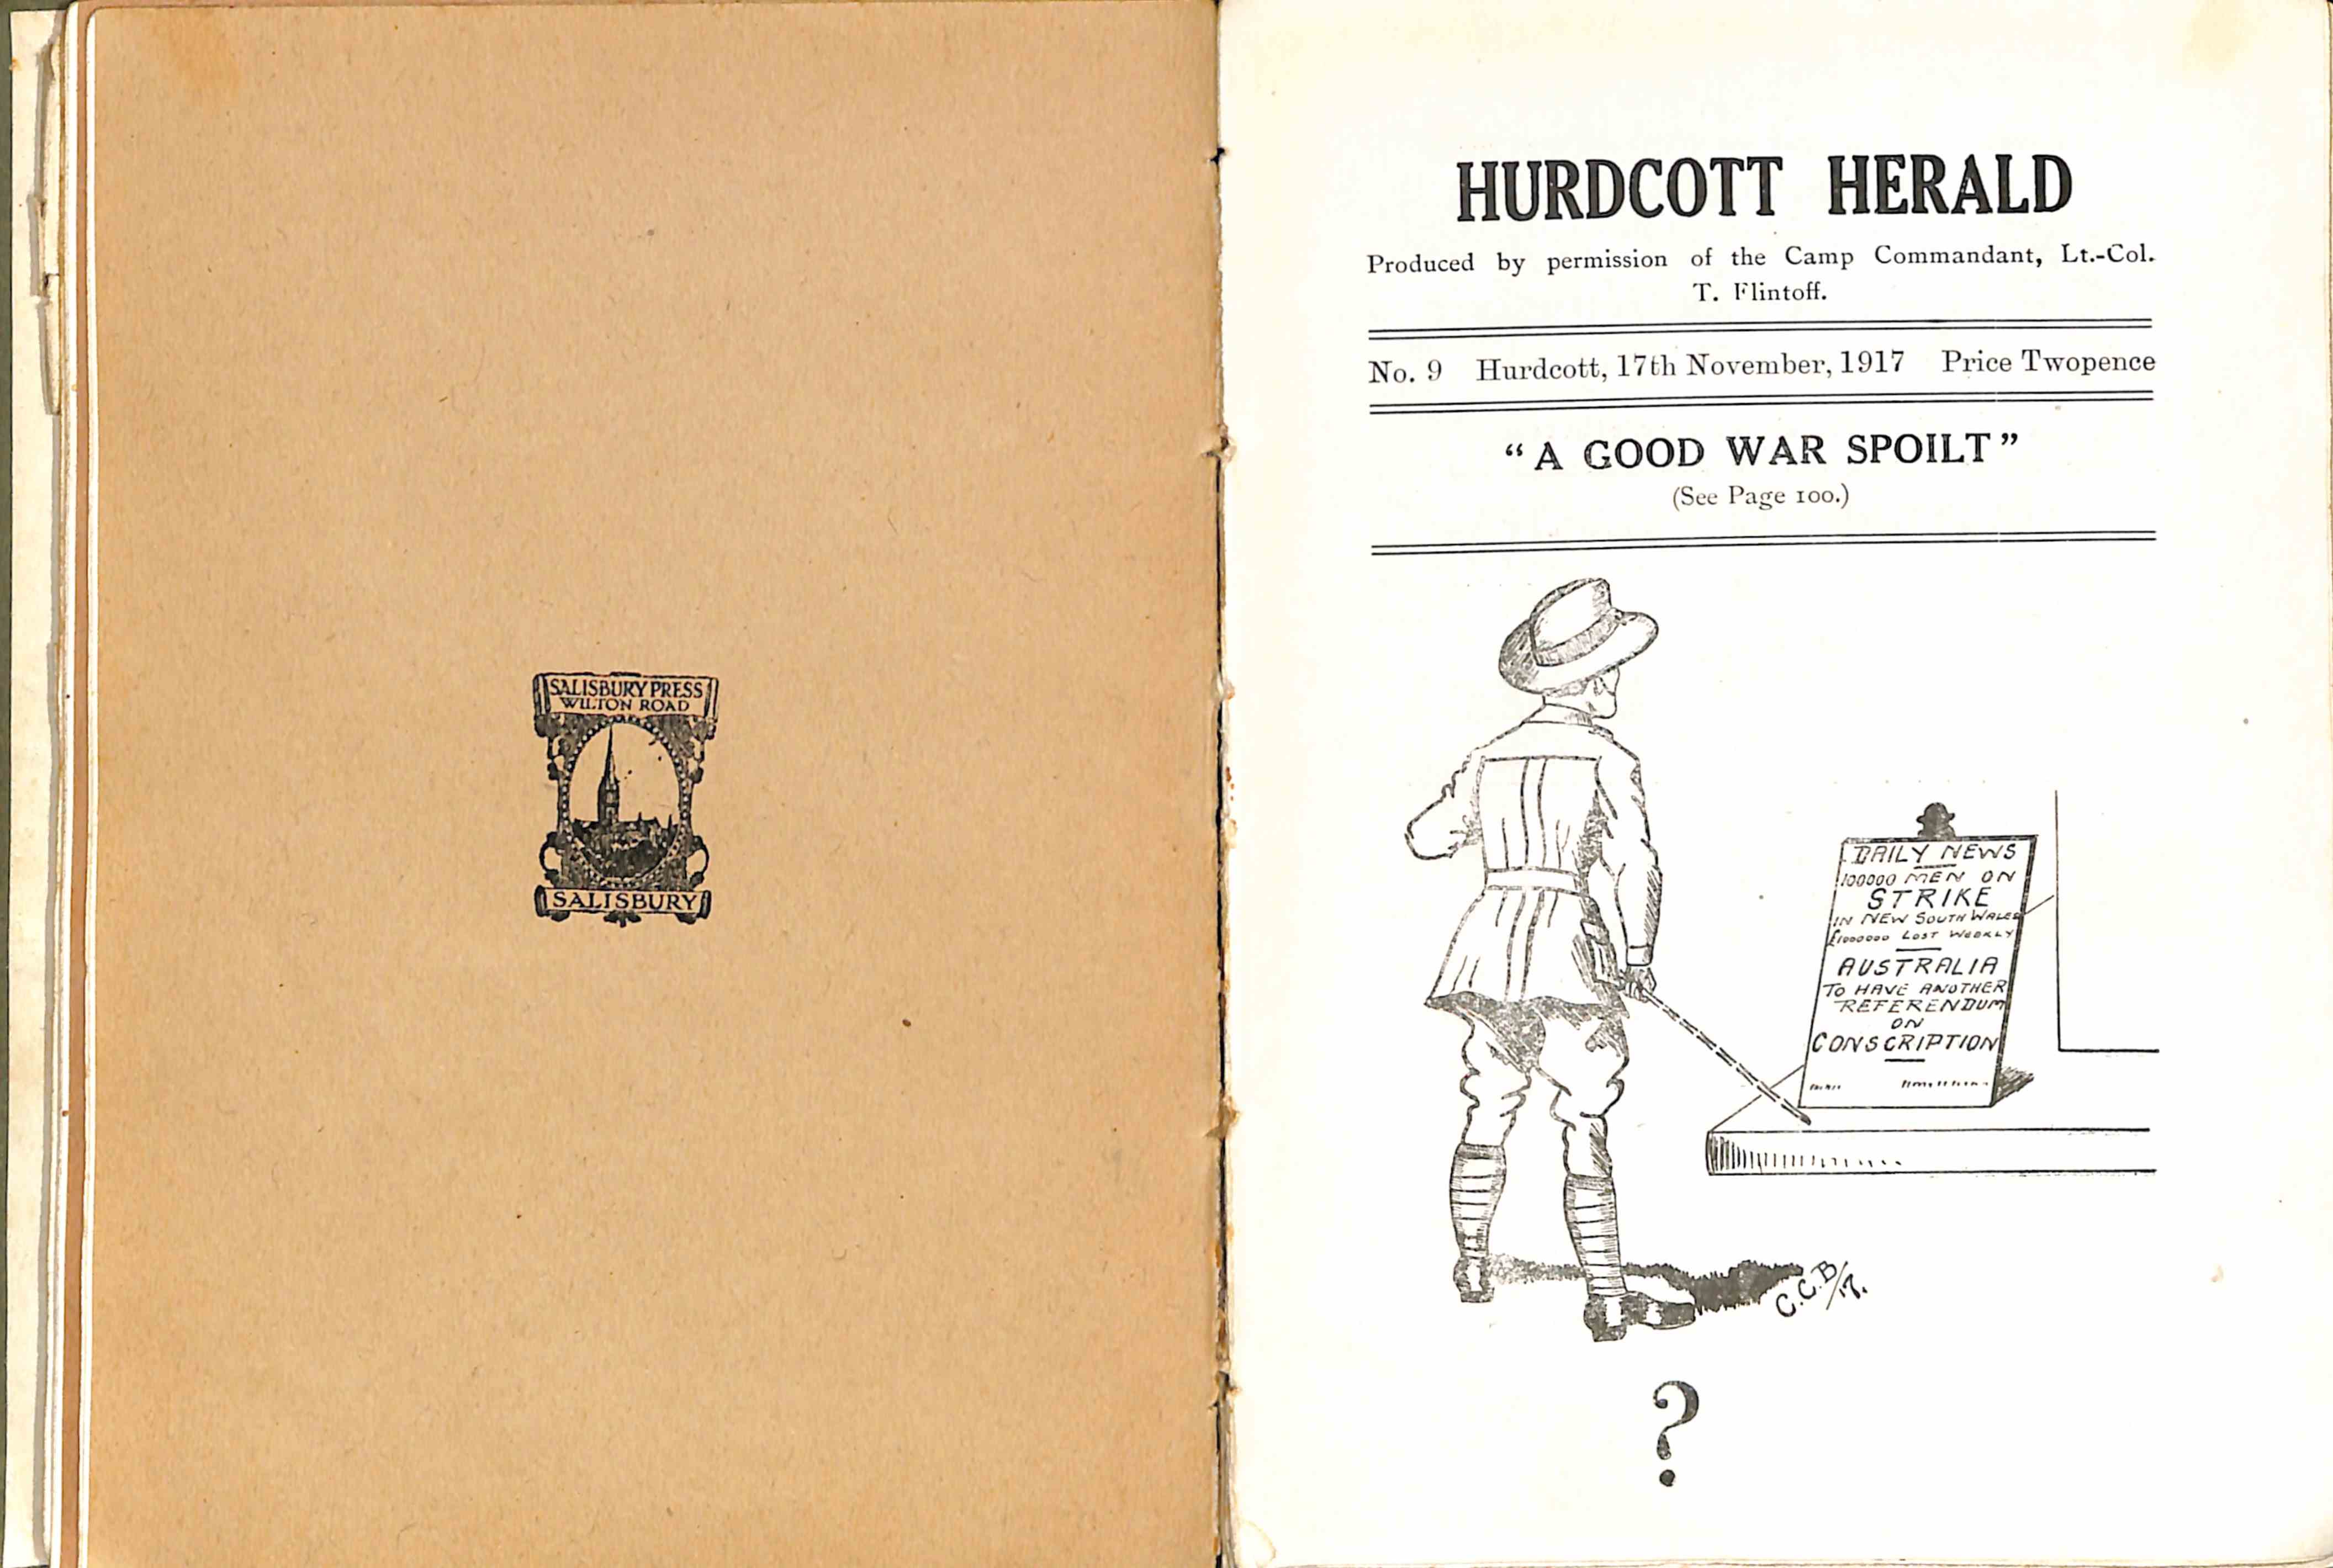 SALISBURY PRESS
WILTON ROAD
SALISBURY
HURDCOTT HERALD
Produced by permission of the Camp Commandant, Lt.-Col.
T. Flintoff.
No. 9 Hurdcott, 17th November, 1917 Price Twopence
"A GOOD WAR SPOILT"
(See Page 100.)
DAILY NEWS
100000 MEN ON
STRIKE
IN NEW SOUTH WALES
£1000000 LOST WEEKLY
AUSTRALIA
TO HAVE ANOTHER
REFERENDUM
ON
CONSCRIPTION
C.C.B/17.
?